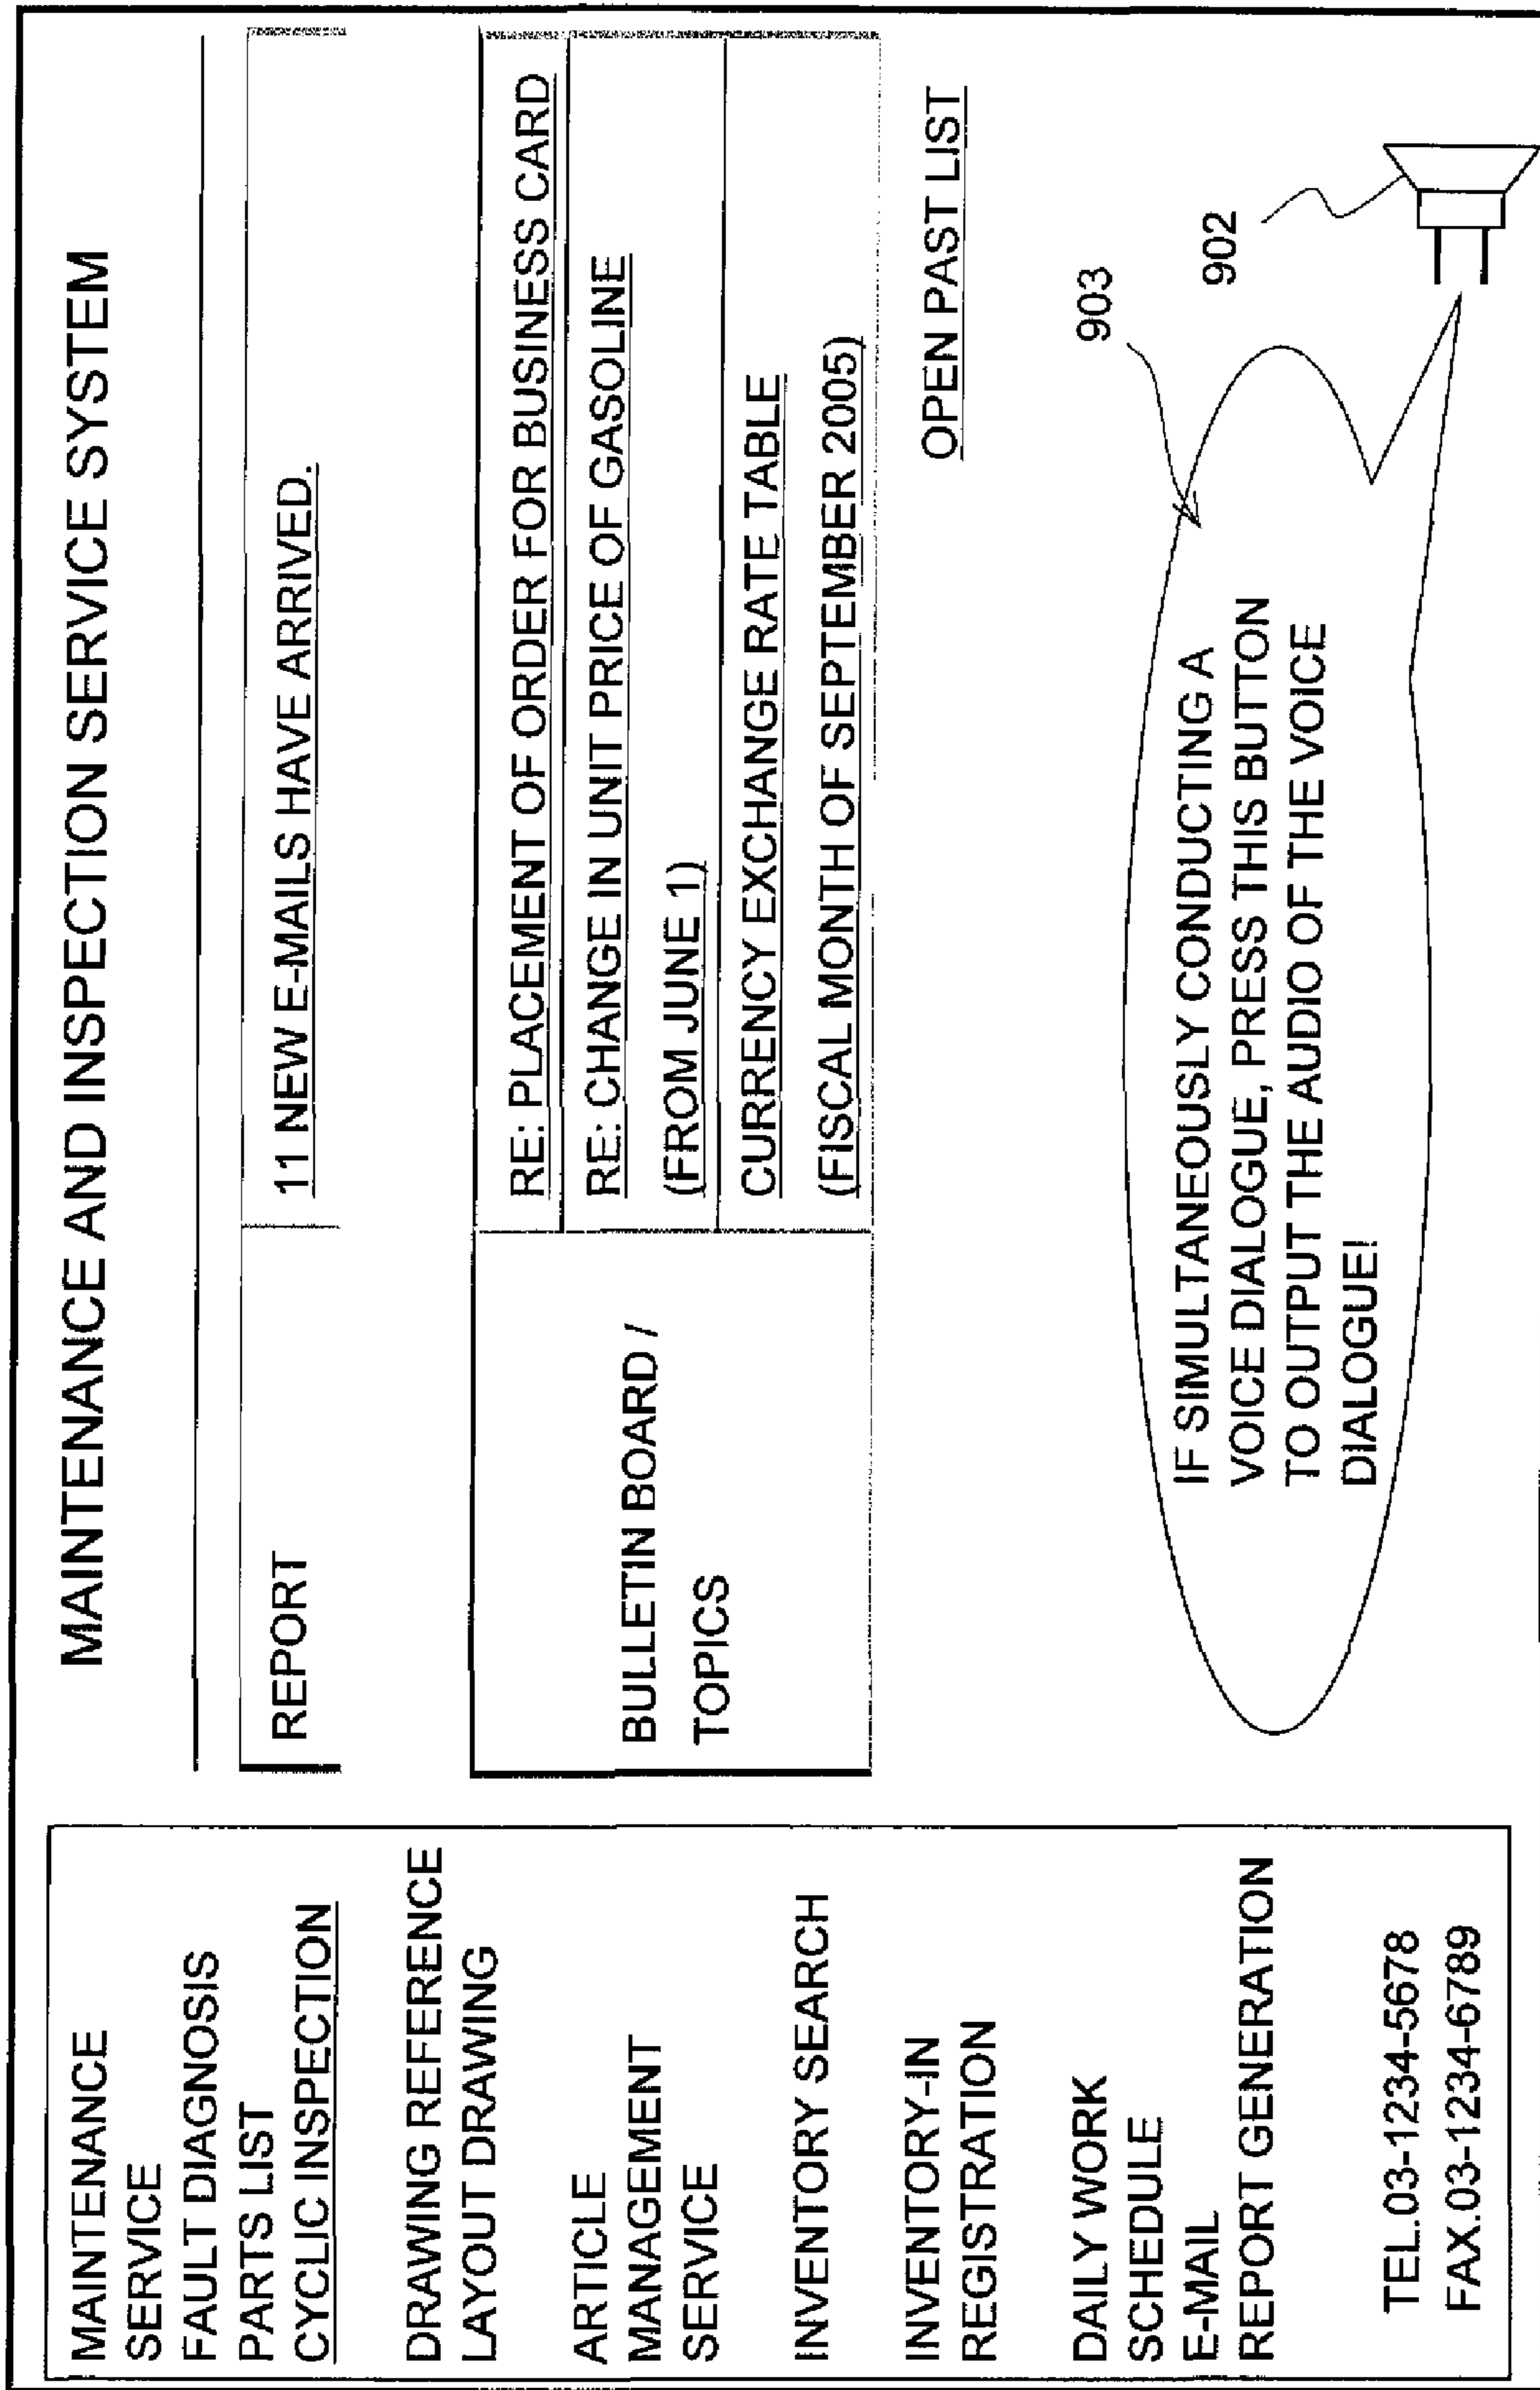 MAINTENANCE AND INSPECTION SERVICE SYSTEM
MAINTENANCE
SERVICE
FAULT DIAGNOSIS
PARTS LIST
CYCLIC INSPECTION
DRAWING REFERENCE
LAYOUT DRAWING
ARTICLE
MANAGEMENT
SERVICE
INVENTORY SEARCH
INVENTORY-IN
REGISTRATION
DAILY WORK
SCHEDULE
E-MAIL
REPORT GENERATION
TEL.03-1234-5678
FAX.03-1234-6789
REPORT
11 NEW E-MAILS HAVE ARRIVED.
BULLETIN BOARD /
TOPICS
RE: PLACEMENT OF ORDER FOR BUSINESS CARD
RE: CHANGE IN UNIT PRICE OF GASOLINE
(FROM JUNE 1)
CURRENCY EXCHANGE RATE TABLE
(FISCAL MONTH OF SEPTEMBER 2005)
OPEN PAST LIST
903
902
IF SIMULTANEOUSLY CONDUCTING A
VOICE DIALOGUE, PRESS THIS BUTTON
TO OUTPUT THE AUDIO OF THE VOICE
DIALOGUE!